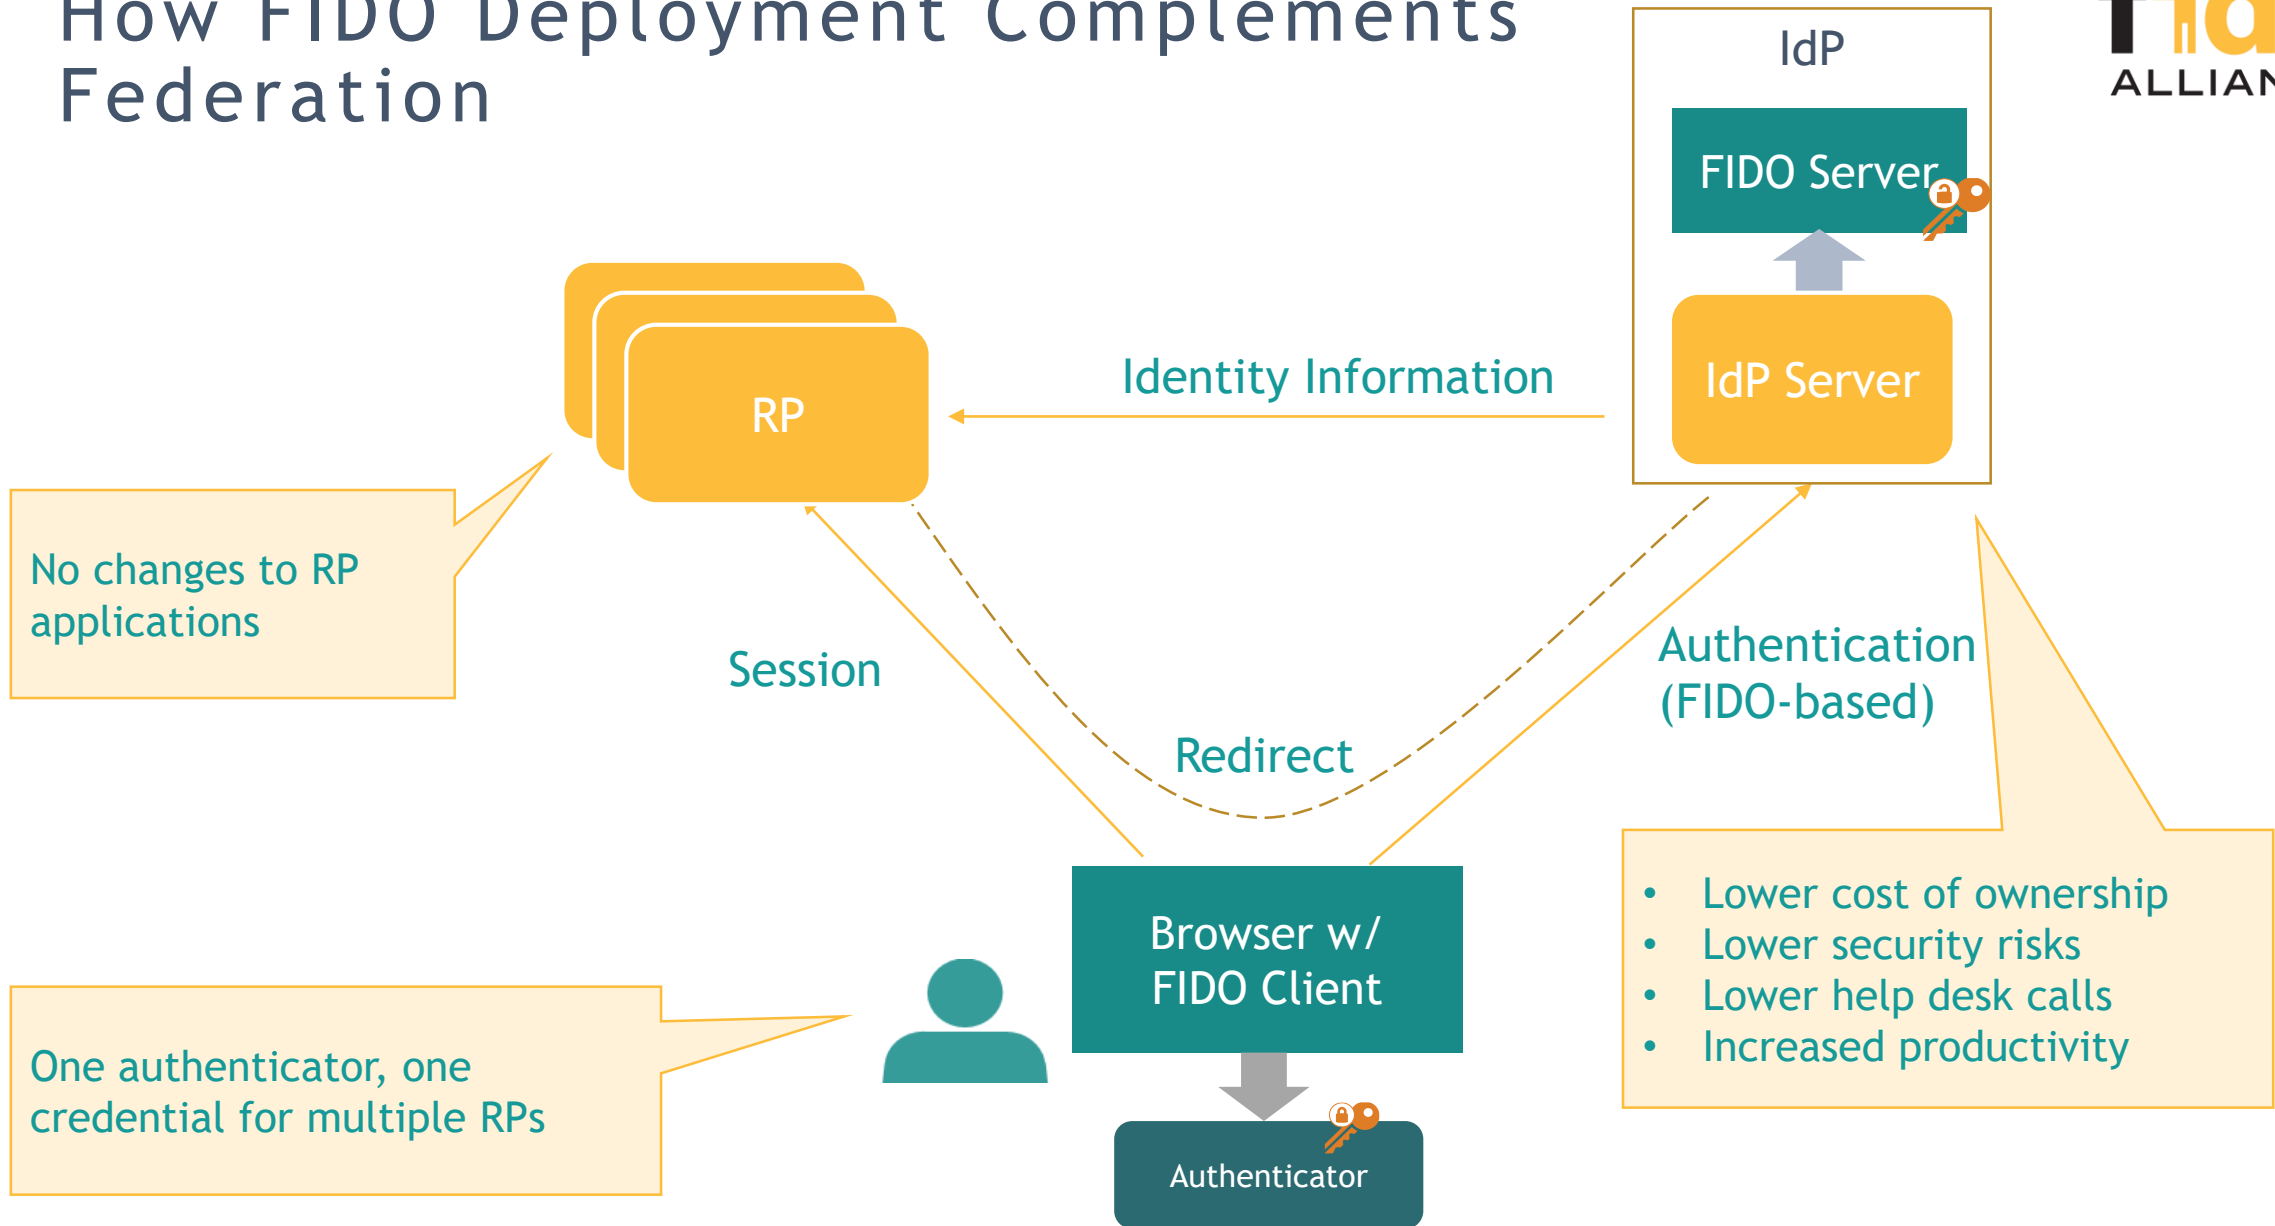 How FIDO Deployment Complements
Federation
IdP
FIDO Server
IdP Server
Identity Information
RP
No changes to RP
applications
Session
Authentication
(FIDO-based)
Redirect
Browser w/
FIDO Client
• Lower cost of ownership
• Lower security risks
• Lower help desk calls
• Increased productivity
One authenticator, one
credential for multiple RPs
Authenticator